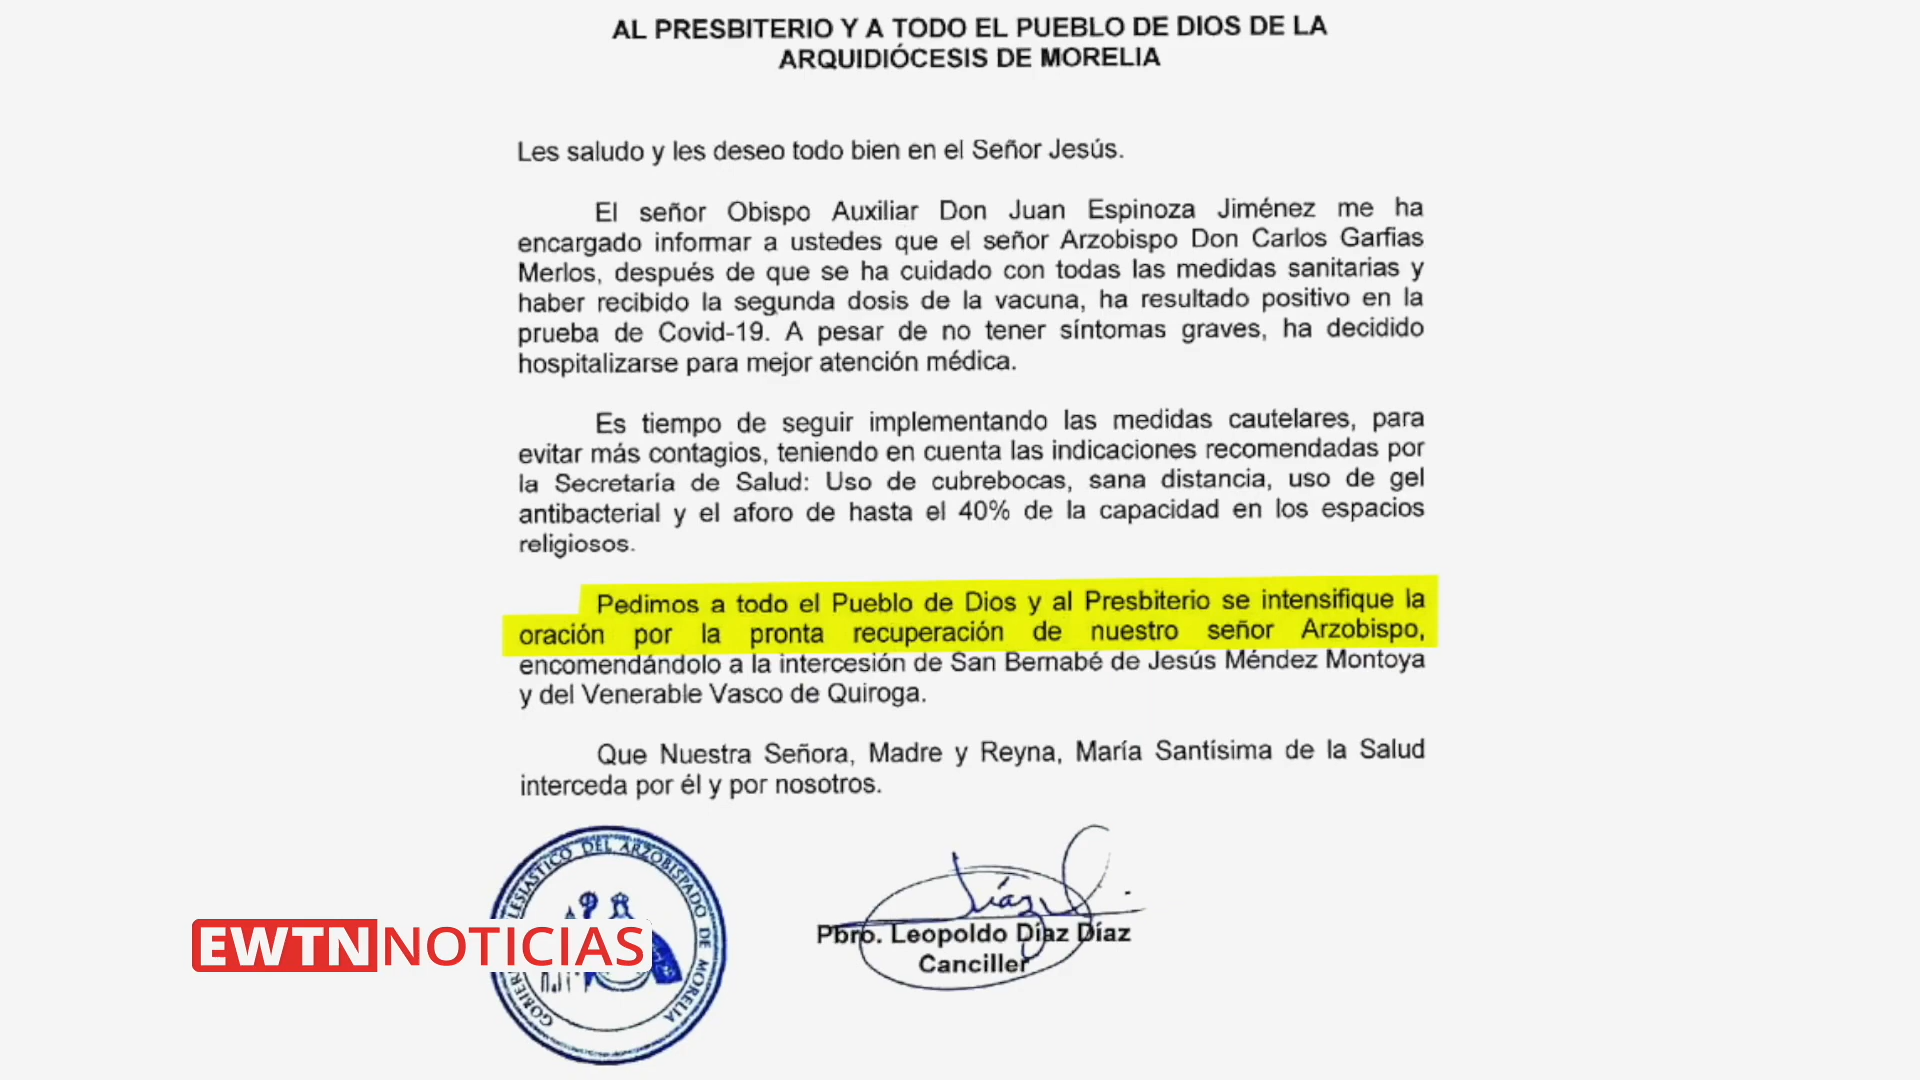 AL PRESBITERIO Y A TODO EL PUEBLO DE DIOS DE LA
ARQUIDIÓCESIS DE MORELIA
Les saludo y les deseo todo bien en el Señor Jesús.
El señor Obispo Auxiliar Don Juan Espinoza Jiménez me ha
encargado informar a ustedes que el señor Arzobispo Don Carlos Garfias
Merlos, después de que se ha cuidado con todas las medidas sanitarias y
haber recibido la segunda dosis de la vacuna, ha resultado positivo en la
prueba de Covid-19. A pesar de no tener síntomas graves, ha decidido
hospitalizarse para mejor atención médica.
Es tiempo de seguir implementando las medidas cautelares, para
evitar más contagios, teniendo en cuenta las indicaciones recomendadas por
la Secretaría de Salud: Uso de cubrebocas, sana distancia, uso de gel
antibacterial y el aforo de hasta el 40% de la capacidad en los espacios
religiosos.
Pedimos a todo el Pueblo de Dios y al Presbiterio se intensifique la
oración por la pronta recuperación de nuestro señor Arzobispo,
encomendándolo a la intercesión de San Bernabé de Jesús Méndez Montoya
y del Venerable Vasco de Quiroga.
Que Nuestra Señora, Madre y Reyna, María Santísima de la Salud
interceda por él y por nosotros.
DEL ARZOBISPADO DE MORELIA
Díaz
Pbro. Leopoldo Díaz Díaz
Canciller
EWTN NOTICIAS